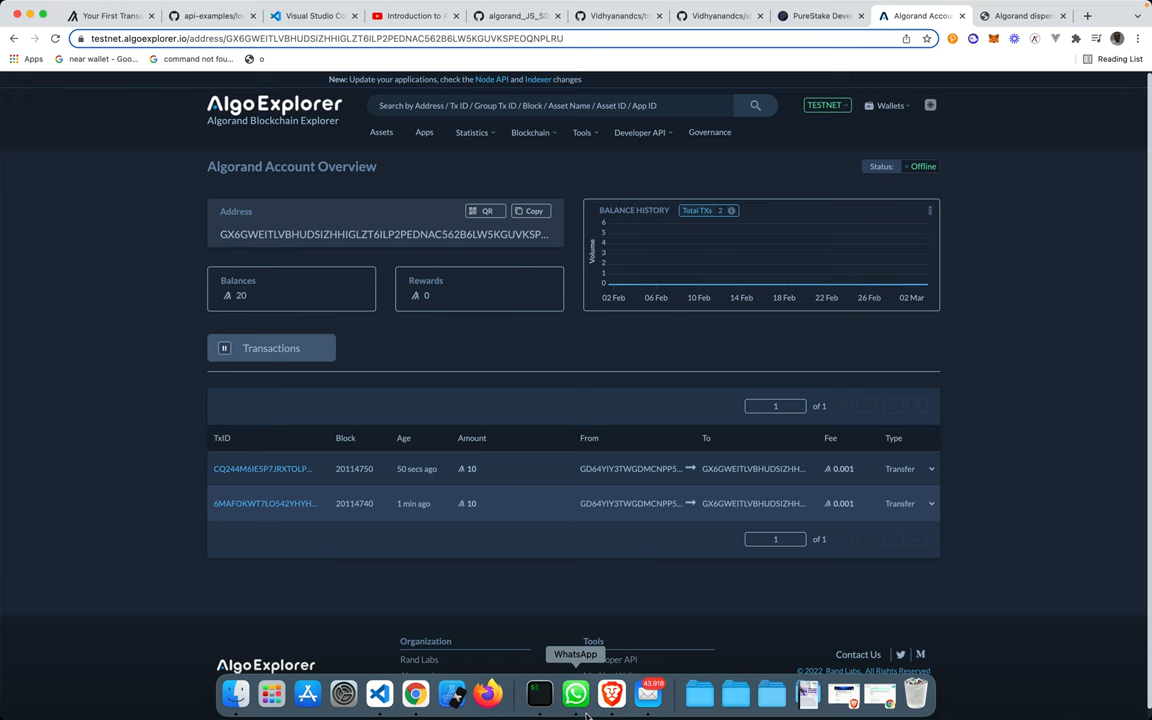 Your First Transa
api-examples/log
Visual Studio Co
Introduction to A
algorand_JS_SD
Vidhyanandcs/tr
Vidhyanandcs/al
PureStake Devel
Algorand Accou
Algorand dispen
testnet.algoexplorer.io/address/GX6GWEITLVBHUDSIZHHIGLZT6ILP2PEDNAC562B6LW5KGUVKSPEOQNPLRU
Apps
near wallet - Goo...
command not fou...
o
Reading List
New: Update your applications, check the Node API and Indexer changes
AlgoExplorer
Algorand Blockchain Explorer
Search by Address / Tx ID / Group Tx ID / Block / Asset Name / Asset ID / App ID
TESTNET
Wallets
Assets
Apps
Statistics
Blockchain
Tools
Developer API
Governance
Algorand Account Overview
Status: Offline
Address
QR
Copy
GX6GWEITLVBHUDSIZHHIGLZT6ILP2PEDNAC562B6LW5KGUVKSP...
Balances
20
Rewards
0
BALANCE HISTORY
Total TXs 2
Volume
6
5
4
3
2
1
0
02 Feb
06 Feb
10 Feb
14 Feb
18 Feb
22 Feb
26 Feb
02 Mar
Transactions
1 of 1
TxID
Block
Age
Amount
From
To
Fee
Type
CQ244M6IE5P7JRXTOLP...
20114750
50 secs ago
10
GD64YIY3TWGDMCNPP5...
GX6GWEITLVBHUDSIZHH...
0.001
Transfer
6MAFOKWT7LO542YHYH...
20114740
1 min ago
10
GD64YIY3TWGDMCNPP5...
GX6GWEITLVBHUDSIZHH...
0.001
Transfer
1 of 1
AlgoExplorer
Organization
Rand Labs
Tools
Contact Us
© 2022. Rand Labs. All Rights Reserved
WhatsApp
43,918